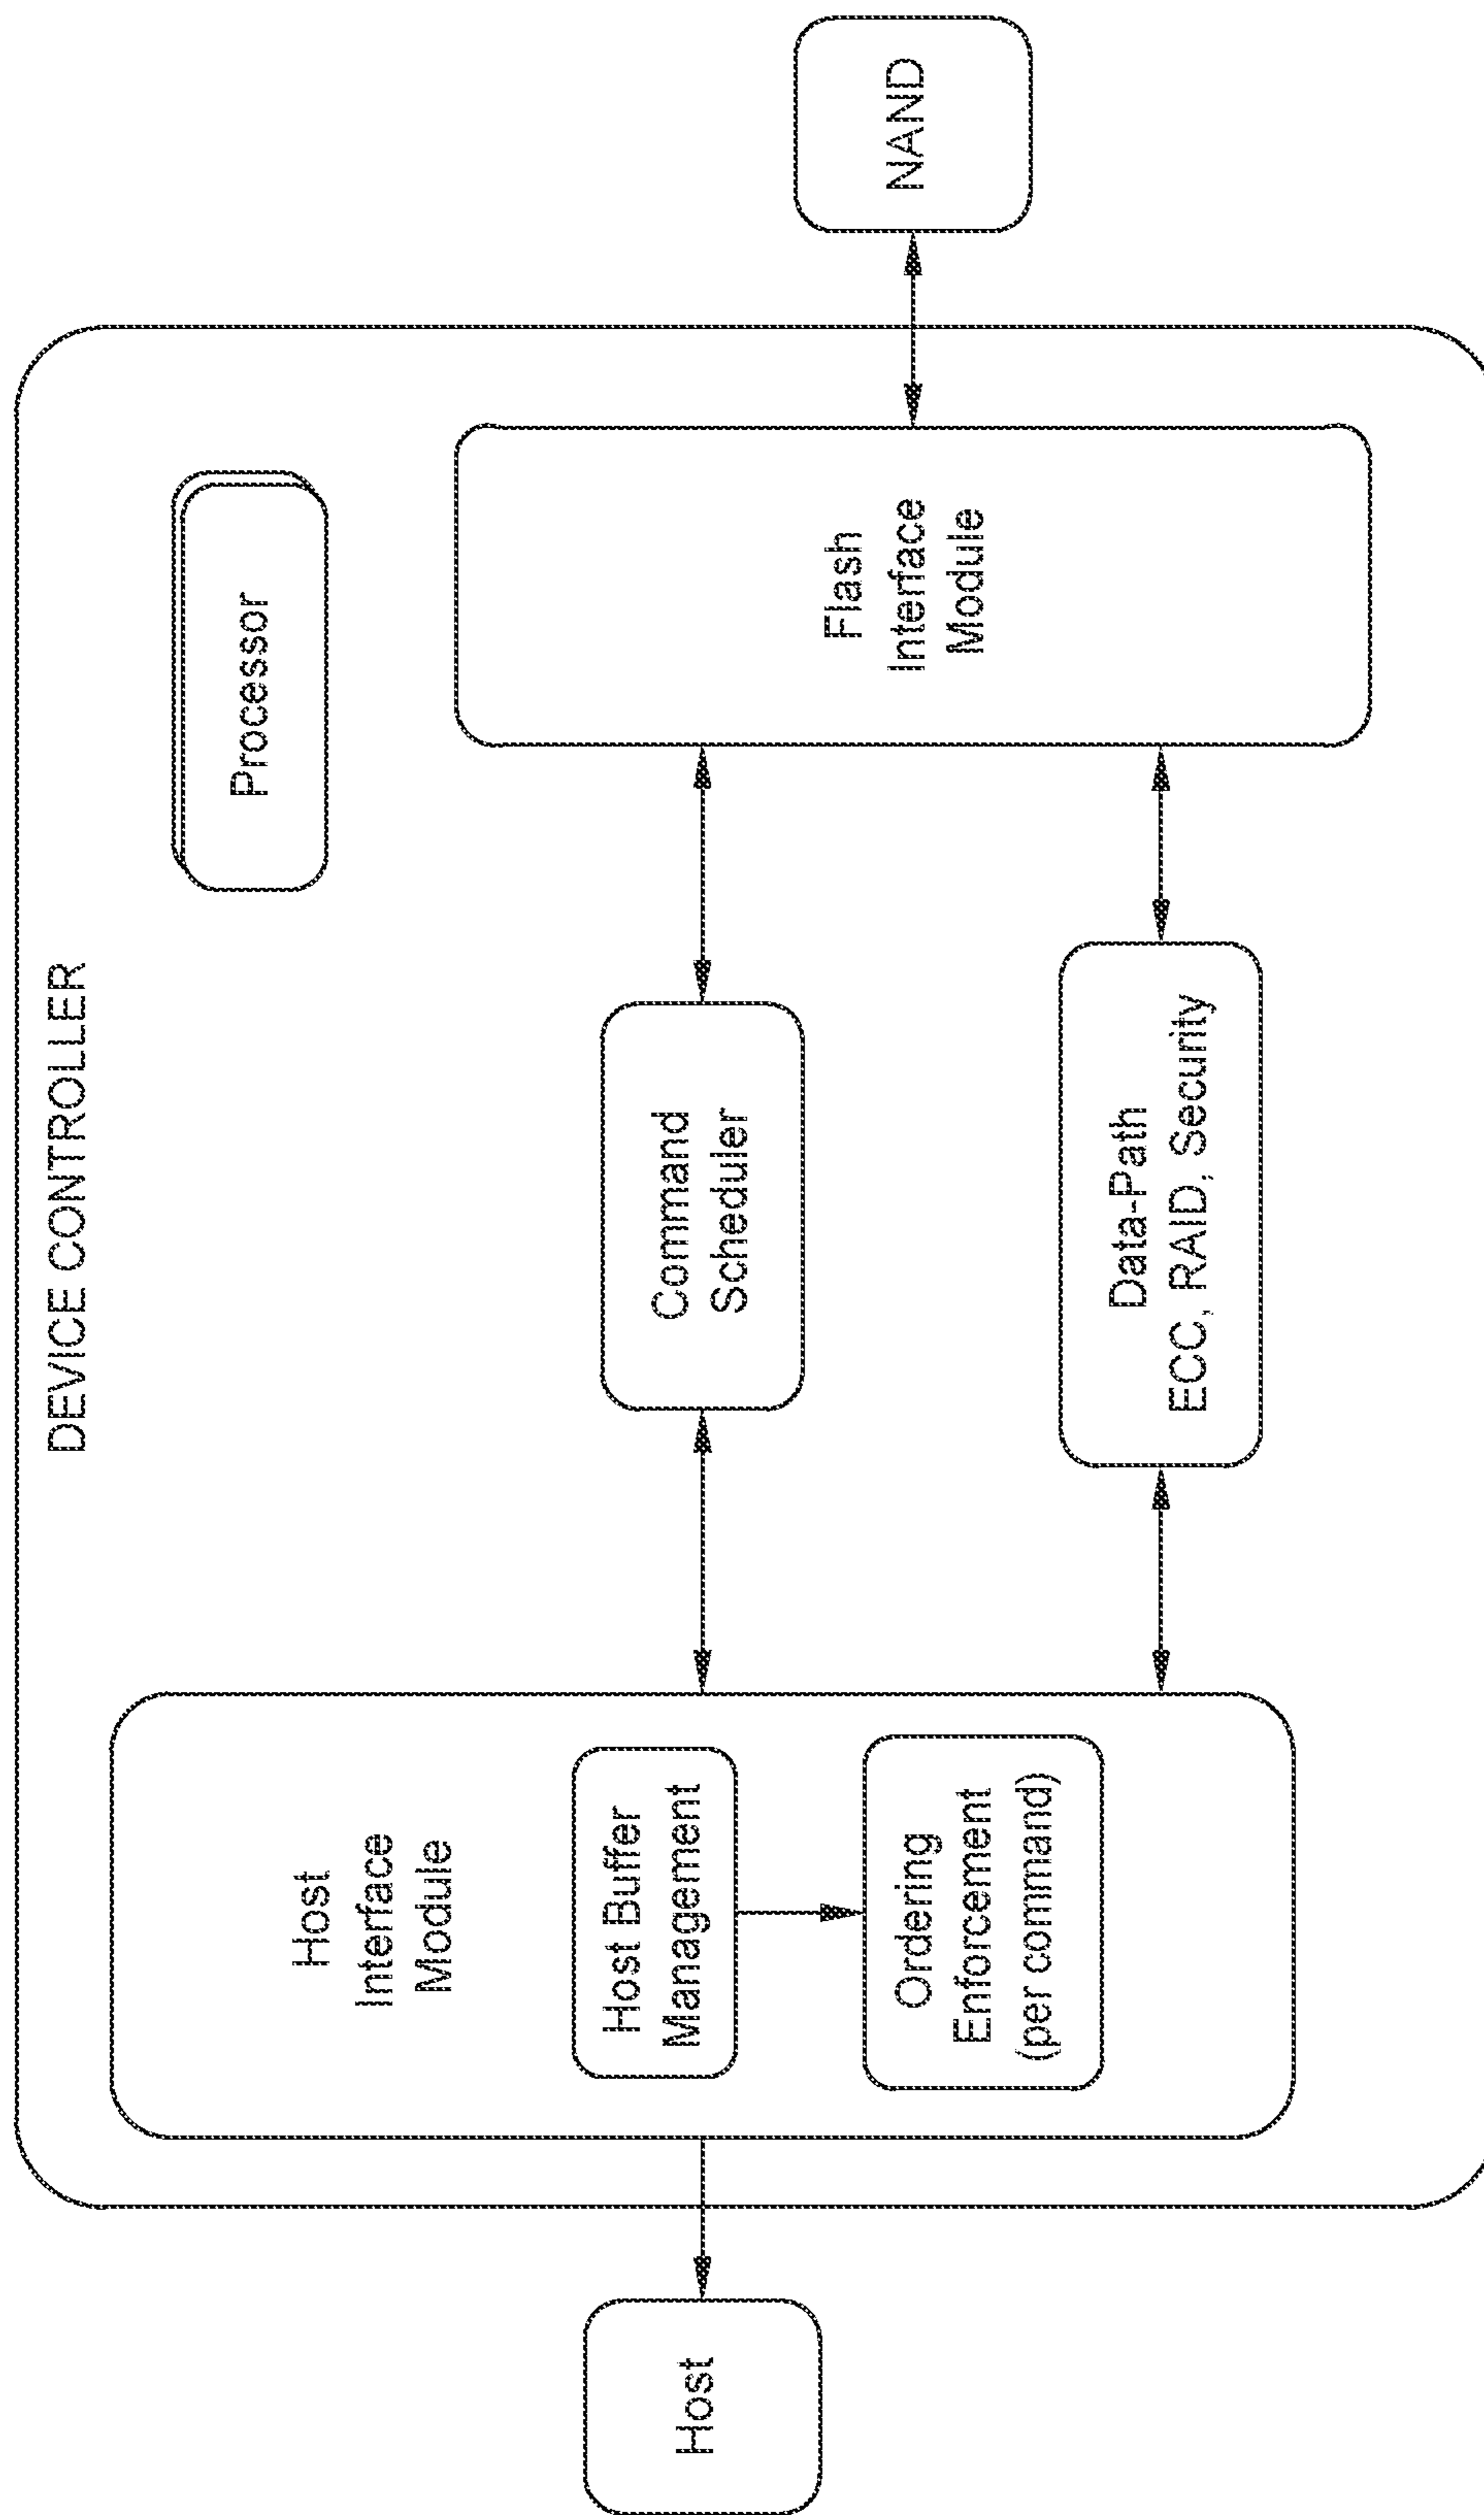 DEVICE CONTROLLER
Host
Host
Interface
Module
Host Buffer
Management
Ordering
Enforcement
(per command)
Command
Scheduler
Data-Path
ECC, RAID, Security
Processor
Flash
Interface
Module
NAND